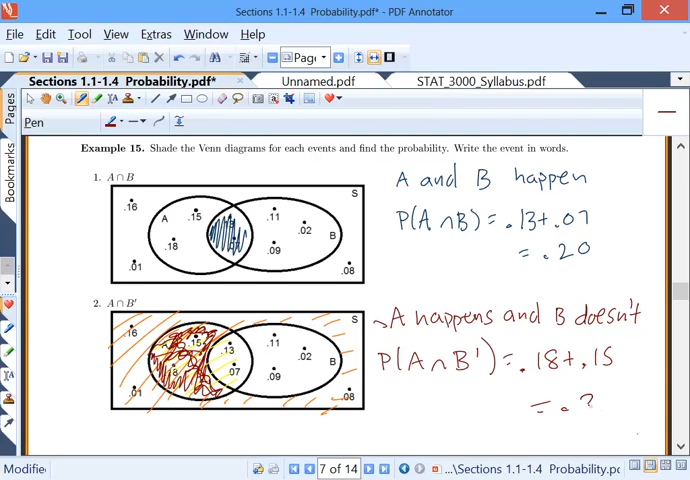 Sections 1.1-1.4 Probability.pdf* - PDF Annotator
File Edit Tool View Extras Window
Page
Sections 1.1-1.4 Probability.pdf* Unnamed.pdf STAT_3000_Syllabus.pdf
Pen
Pages
Bookmarks
Example 15. Shade the Venn diagrams for each events and find the probability. Write the event in words.
1. A ∩ B
S
.16 A .15 .11
.18 .02 B
.09
.01 .08
A and B happen
P(A ∩ B) = .13 + .07
= .20
2. A ∩ B'
S
.16 A .15 .13 .11
.02
.07 B
.09
.01 .08
A happens and B doesn't
P(A ∩ B') = .18 + .15
= .3
Modifie 7 of 14 ...\Sections 1.1-1.4 Probability.pd